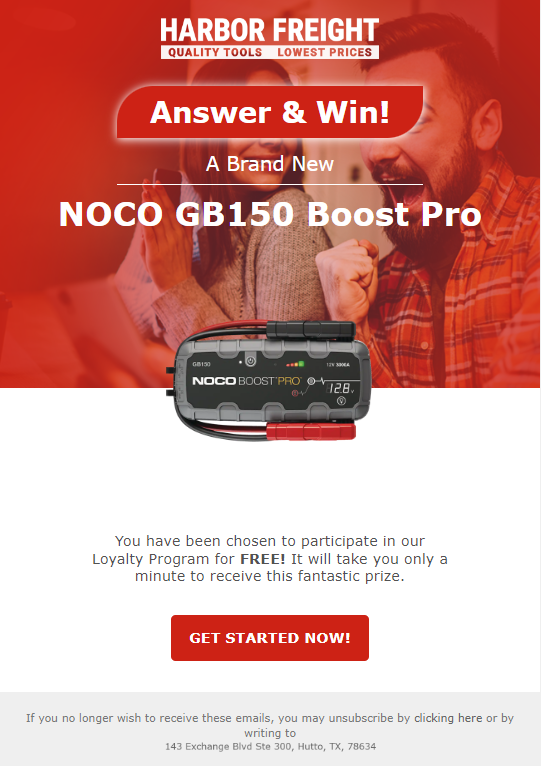 HARBOR FREIGHT
QUALITY TOOLS LOWEST PRICES
Answer & Win!
A Brand New
NOCO GB150 Boost Pro
GB150
12V 3000A
NOCO BOOST PRO
12.8 V
V
You have been chosen to participate in our
Loyalty Program for FREE! It will take you only a
minute to receive this fantastic prize.
GET STARTED NOW!
If you no longer wish to receive these emails, you may unsubscribe by clicking here or by
writing to
143 Exchange Blvd Ste 300, Hutto, TX, 78634